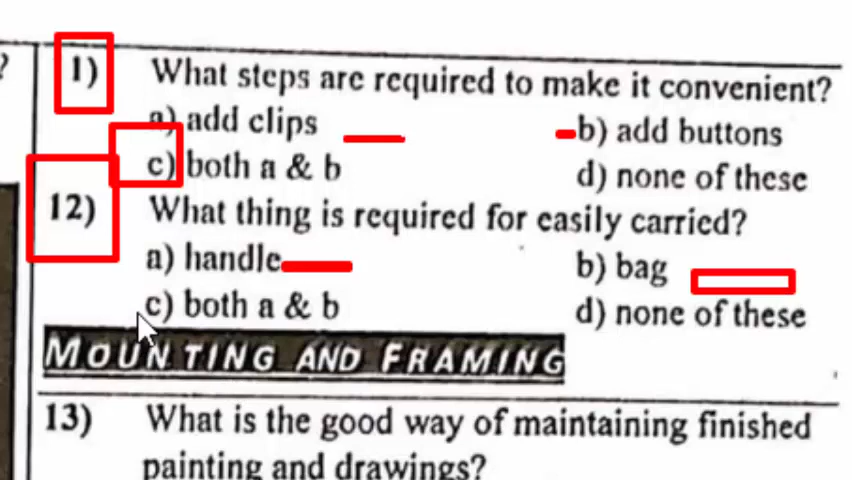 ?
1) What steps are required to make it convenient?
a) add clips b) add buttons
c) both a & b d) none of these
12) What thing is required for easily carried?
a) handle b) bag
c) both a & b d) none of these
MOUNTING AND FRAMING
13) What is the good way of maintaining finished
painting and drawings?